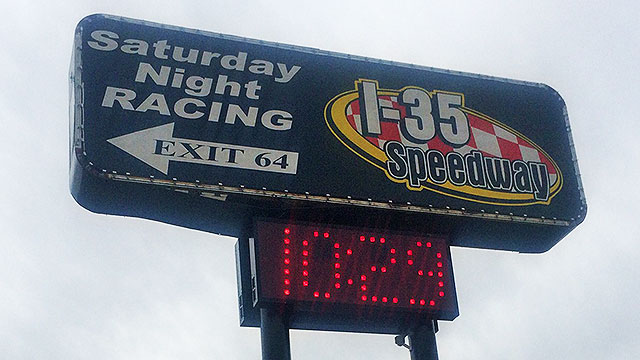 Saturday
Night
RACING
EXIT 64
I-35
Speedway
10:29